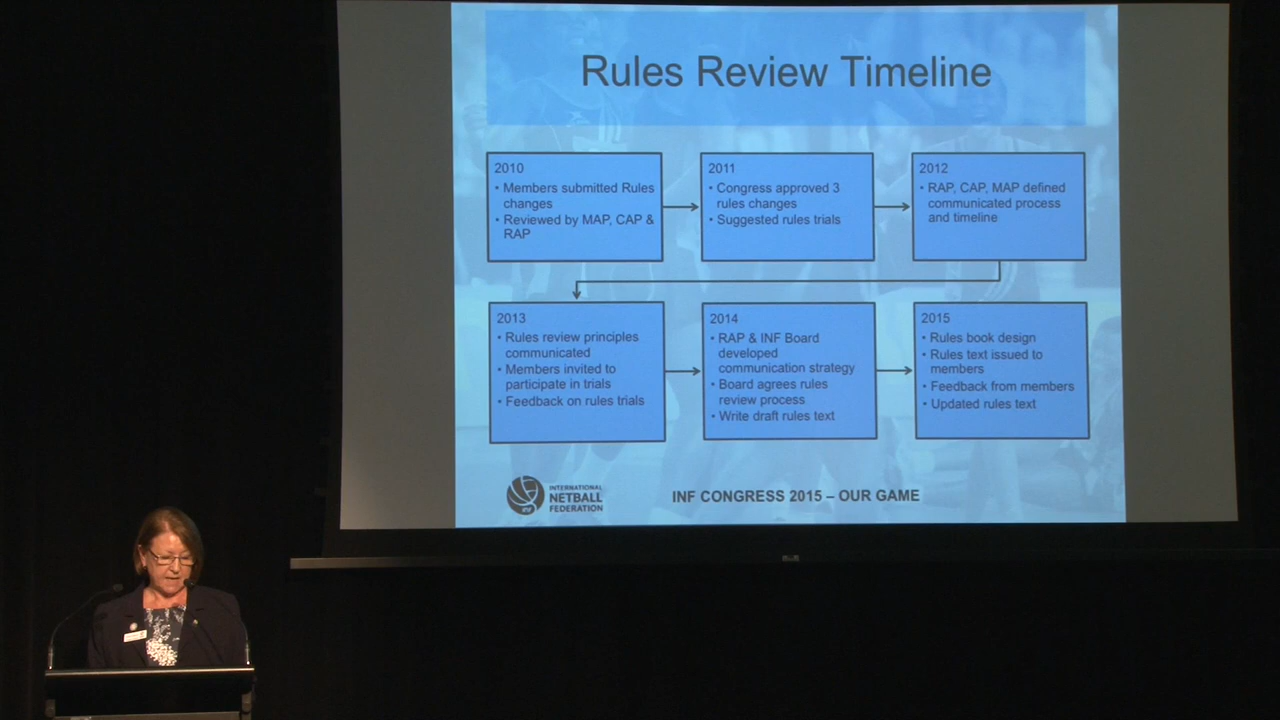 Rules Review Timeline
2010
• Members submitted Rules
changes
• Reviewed by MAP, CAP &
RAP
2011
• Congress approved 3
rules changes
• Suggested rules trials
2012
• RAP, CAP, MAP defined
communicated process
and timeline
2013
• Rules review principles
communicated
• Members invited to
participate in trials
• Feedback on rules trials
2014
• RAP & INF Board
developed
communication strategy
• Board agrees rules
review process
• Write draft rules text
2015
• Rules book design
• Rules text issued to
members
• Feedback from members
• Updated rules text
INTERNATIONAL
NETBALL
FEDERATION
INF CONGRESS 2015 – OUR GAME